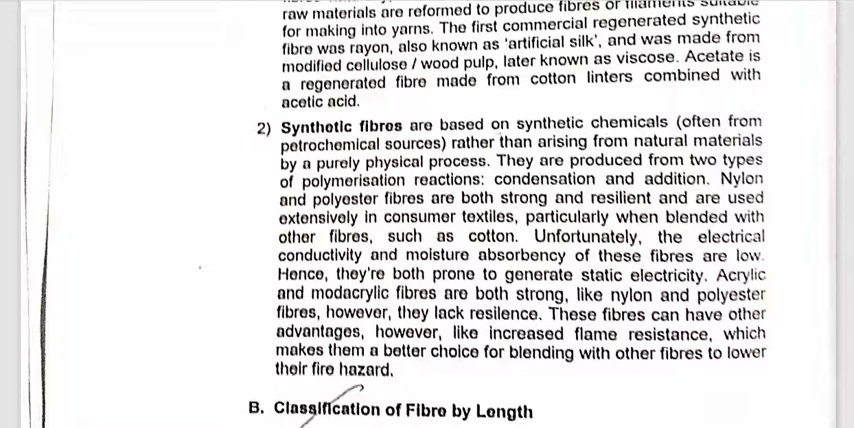 raw materials are reformed to produce fibres or filaments suitable
for making into yarns. The first commercial regenerated synthetic
fibre was rayon, also known as 'artificial silk', and was made from
modified cellulose / wood pulp, later known as viscose. Acetate is
a regenerated fibre made from cotton linters combined with
acetic acid.
2) Synthetic fibres are based on synthetic chemicals (often from
petrochemical sources) rather than arising from natural materials
by a purely physical process. They are produced from two types
of polymerisation reactions: condensation and addition. Nylon
and polyester fibres are both strong and resilient and are used
extensively in consumer textiles, particularly when blended with
other fibres, such as cotton. Unfortunately, the electrical
conductivity and moisture absorbency of these fibres are low.
Hence, they're both prone to generate static electricity. Acrylic
and modacrylic fibres are both strong, like nylon and polyester
fibres, however, they lack resilence. These fibres can have other
advantages, however, like increased flame resistance, which
makes them a better choice for blending with other fibres to lower
their fire hazard.
B. Classification of Fibre by Length